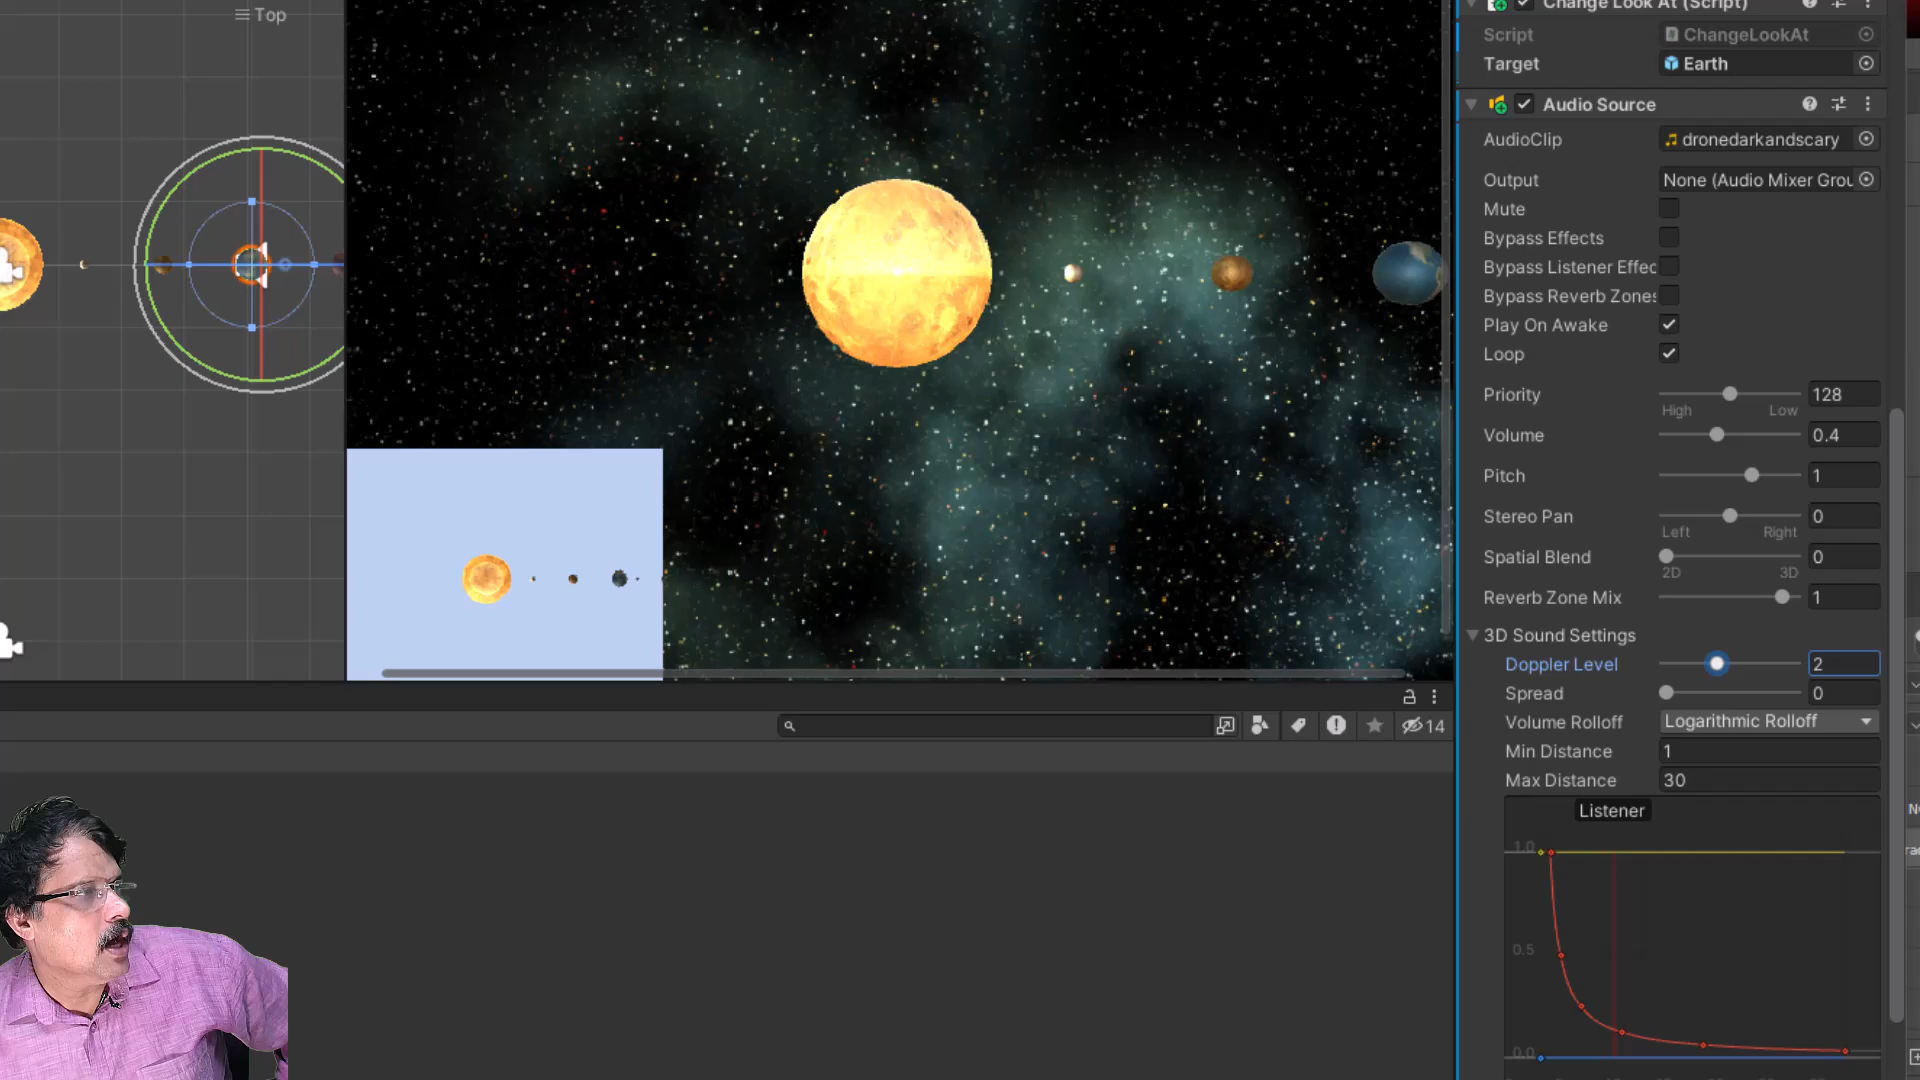 Top
Change Look At (Script)
Script
ChangeLookAt
Target
Earth
Audio Source
AudioClip
dronedarkandscary
Output
None (Audio Mixer Grou
Mute
Bypass Effects
Bypass Listener Effec
Bypass Reverb Zones
Play On Awake
Loop
Priority
128
High
Low
Volume
0.4
Pitch
1
Stereo Pan
0
Left
Right
Spatial Blend
0
2D
3D
Reverb Zone Mix
1
3D Sound Settings
Doppler Level
2
Spread
0
14
Volume Rolloff
Logarithmic Rolloff
Min Distance
1
Max Distance
30
Listener
1.0
0.5
0.0